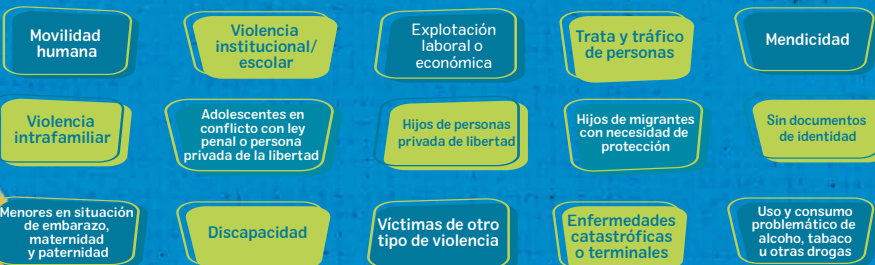 Movilidad
humana
Violencia
institucional/
escolar
Explotación
laboral o
económica
Trata y tráfico
de personas
Mendicidad
Violencia
intrafamiliar
Adolescentes en
conflicto con ley
penal o persona
privada de la libertad
Hijos de personas
privada de libertad
Hijos de migrantes
con necesidad de
protección
Sin documentos
de identidad
Menores en situación
de embarazo,
maternidad
y paternidad
Discapacidad
Víctimas de otro
tipo de violencia
Enfermedades
catastróficas
o terminales
Uso y consumo
problemático de
alcoho, tabaco
u otras drogas